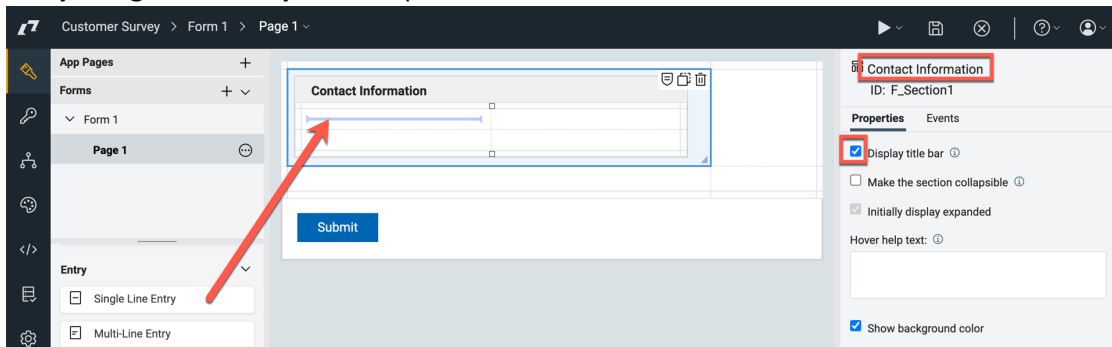 Customer Survey > Form 1 > Page 1
App Pages
Forms
Form 1
Page 1
Entry
Single Line Entry
Multi-Line Entry
Contact Information
Submit
Contact Information
ID: F_Section1
Properties Events
Display title bar
Make the section collapsible
Initially display expanded
Hover help text:
Show background color